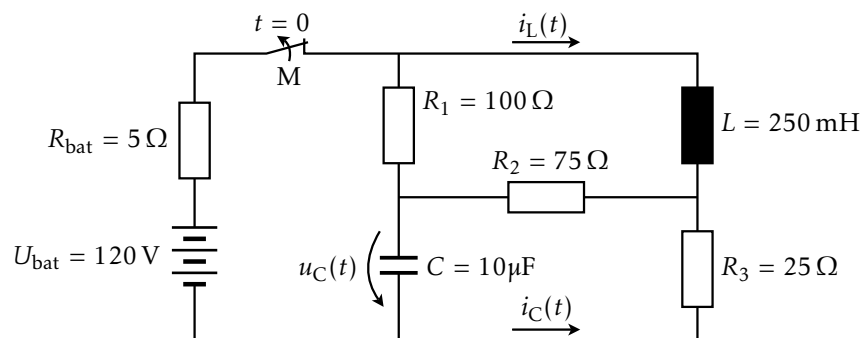 t = 0
i_L(t)
M
R_1 = 100 Ω
R_bat = 5 Ω
L = 250 mH
R_2 = 75 Ω
U_bat = 120 V
u_C(t)
C = 10µF
R_3 = 25 Ω
i_C(t)